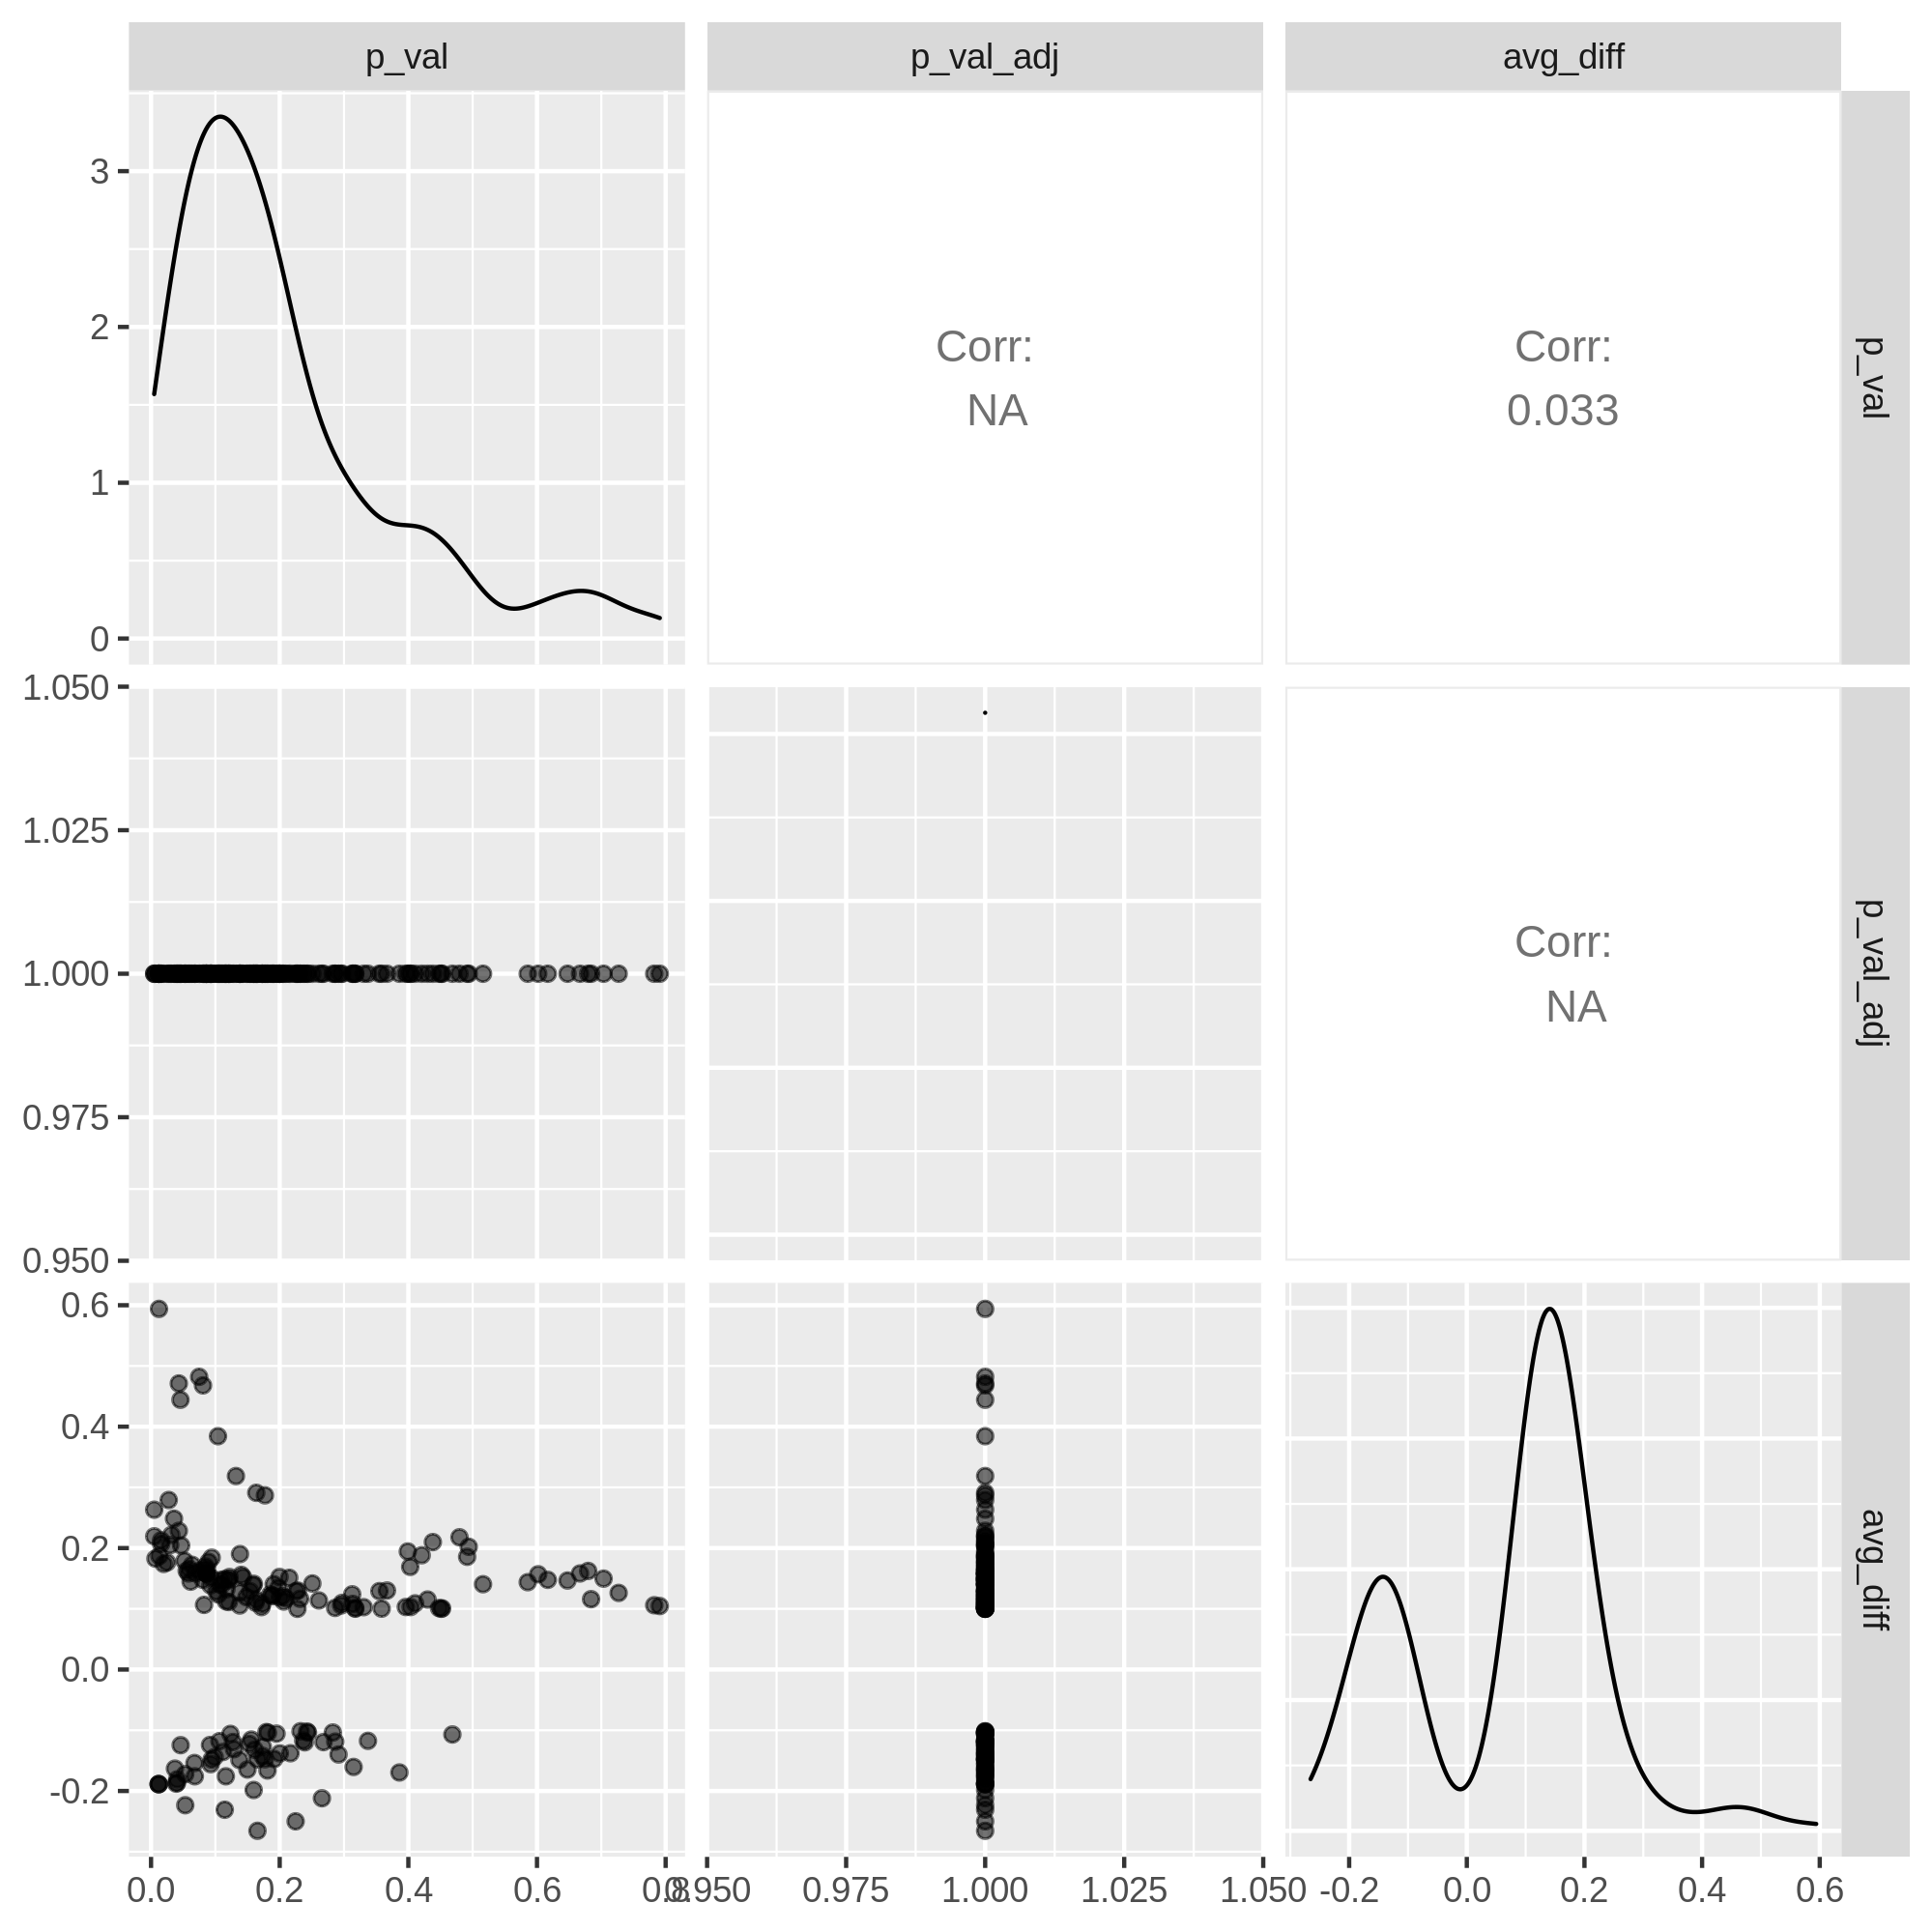 p_val p_val_adj avg_diff
3
2
1
0
Corr:
NA
Corr:
0.033
p_val
1.050
1.025
1.000
0.975
0.950
Corr:
NA
p_val_adj
0.6
0.4
0.2
0.0
-0.2
avg_diff
0.0 0.2 0.4 0.6 0.8 0.950 0.975 1.000 1.025 1.050 -0.2 0.0 0.2 0.4 0.6